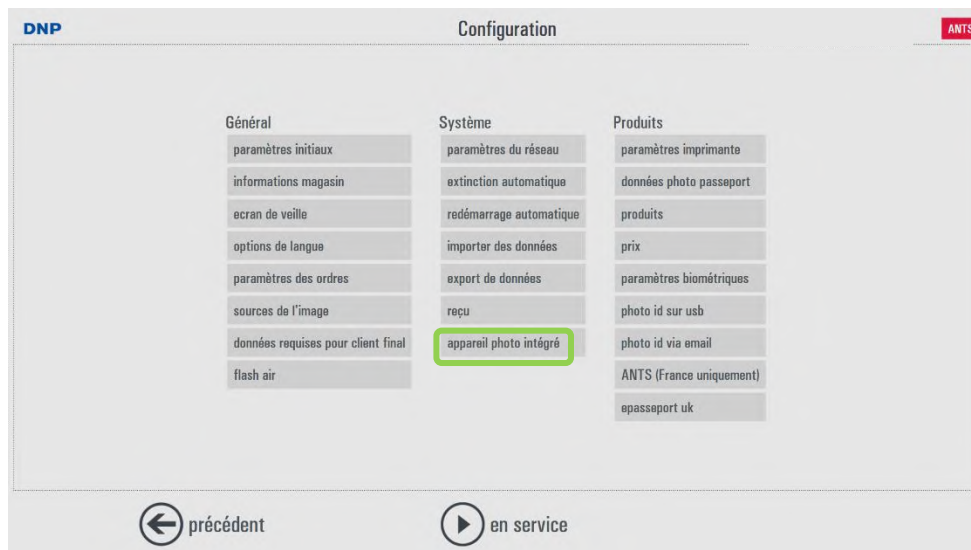 DNP
Configuration
ANTS
Général
paramètres initiaux
informations magasin
ecran de veille
options de langue
paramètres des ordres
sources de l'image
données requises pour client final
flash air
Système
paramètres du réseau
extinction automatique
redémarrage automatique
importer des données
export de données
reçu
appareil photo intégré
Produits
paramètres imprimante
données photo passeport
produits
prix
paramètres biométriques
photo id sur usb
photo id via email
ANTS (France uniquement)
epasseport uk
précédent
en service